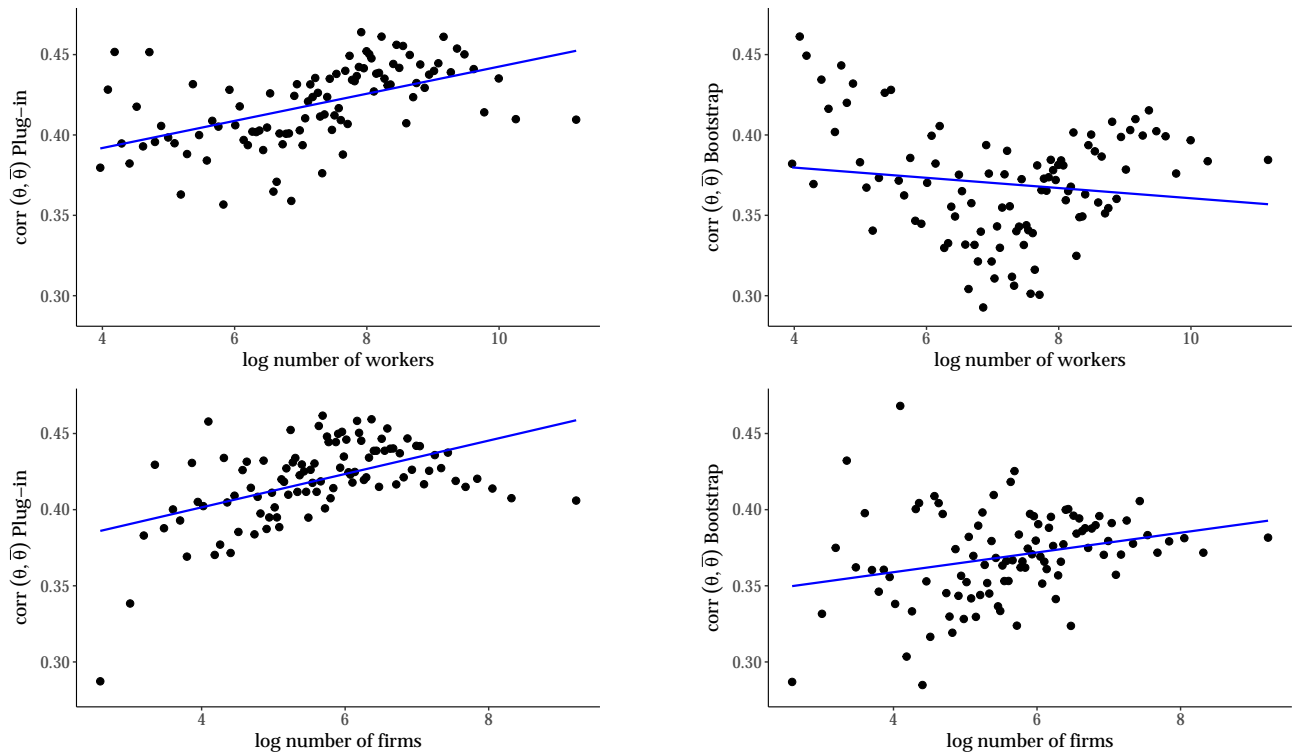 corr (θ, θ̅) Plug−in
0.45
0.40
0.35
0.30
4 6 8 10
log number of workers
corr (θ, θ̅) Bootstrap
0.45
0.40
0.35
0.30
4 6 8 10
log number of workers
corr (θ, θ̅) Plug−in
0.45
0.40
0.35
0.30
4 6 8
log number of firms
corr (θ, θ̅) Bootstrap
0.45
0.40
0.35
0.30
4 6 8
log number of firms